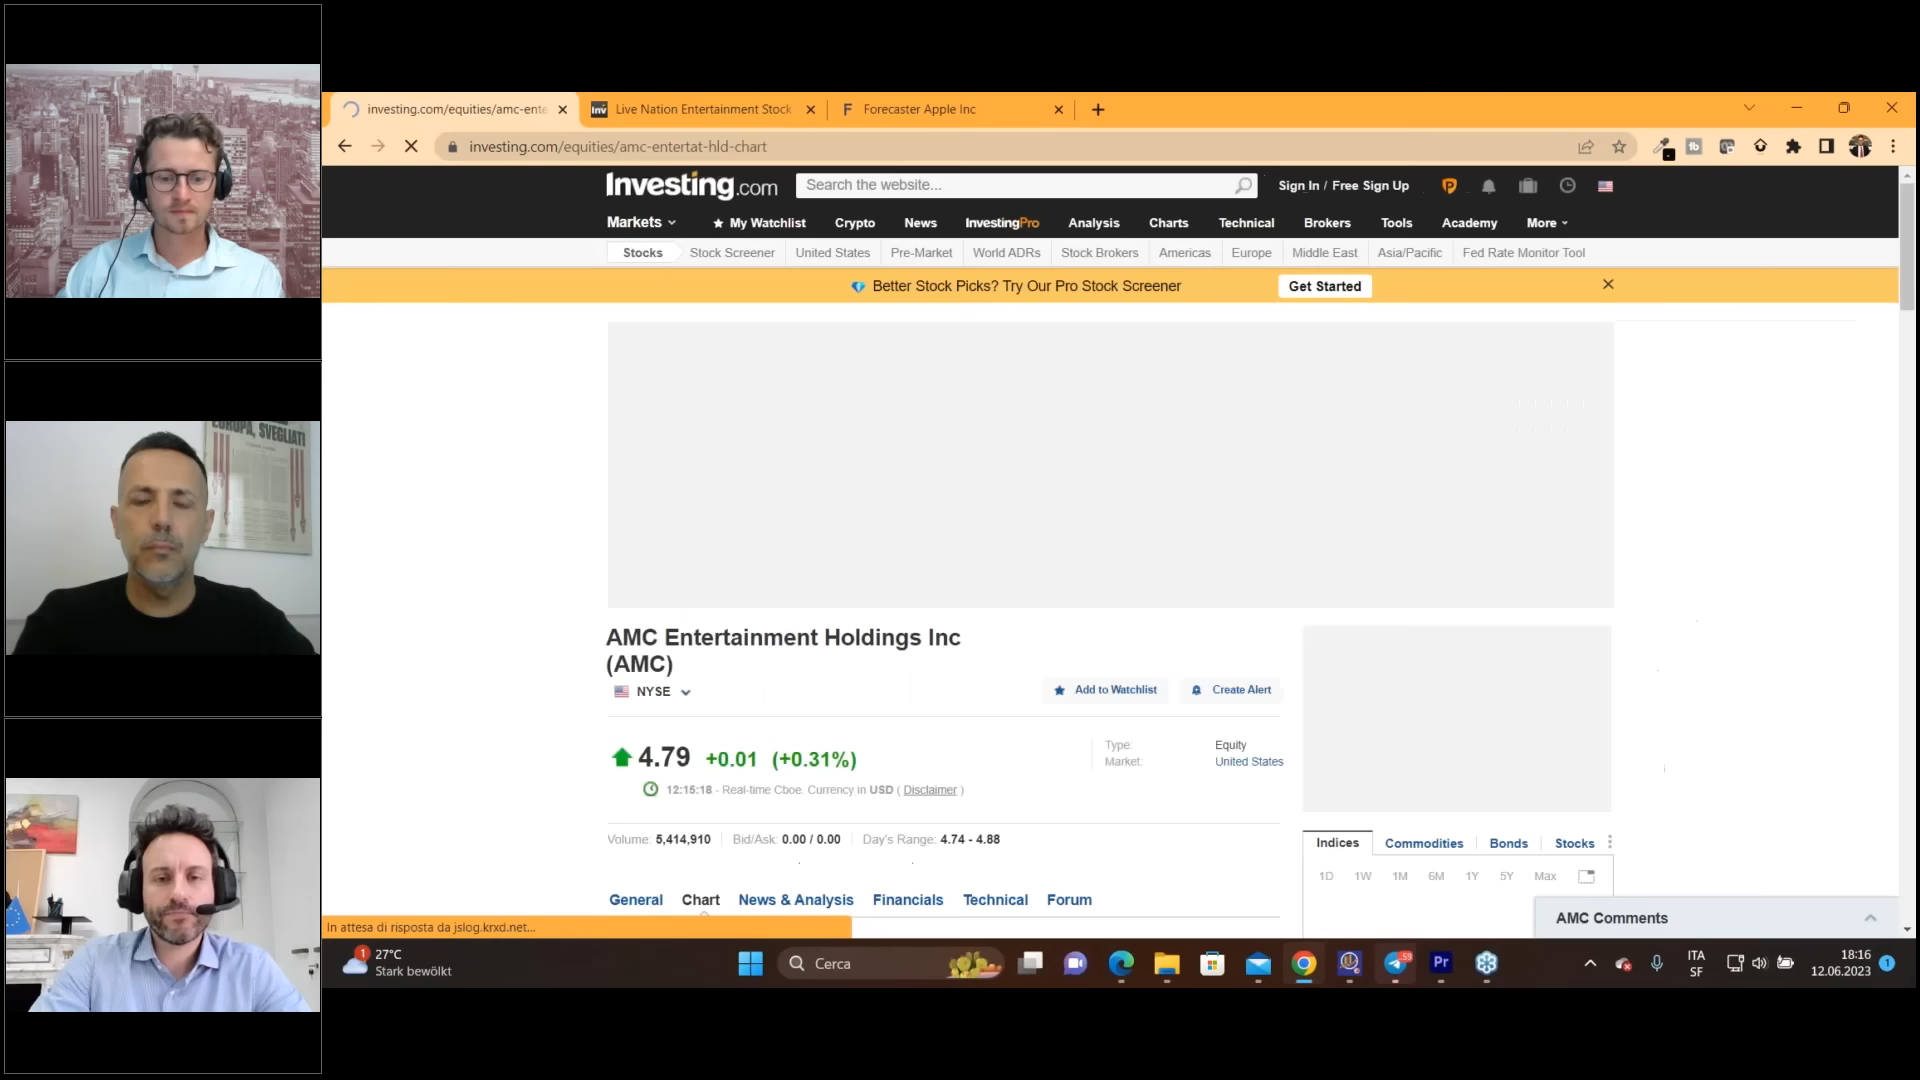 EUROPA, SVEGLIATI
investing.com/equities/amc-ente
Inv
Live Nation Entertainment Stock
F
Forecaster Apple Inc
investing.com/equities/amc-entertat-hld-chart
Investing.com
Search the website...
Sign In / Free Sign Up
Markets
My Watchlist
Crypto
News
InvestingPro
Analysis
Charts
Technical
Brokers
Tools
Academy
More
Stocks
Stock Screener
United States
Pre-Market
World ADRs
Stock Brokers
Americas
Europe
Middle East
Asia/Pacific
Fed Rate Monitor Tool
Better Stock Picks? Try Our Pro Stock Screener
Get Started
AMC Entertainment Holdings Inc
(AMC)
NYSE
Add to Watchlist
Create Alert
4.79 +0.01 (+0.31%)
12:15:18 - Real-time Cboe. Currency in USD ( Disclaimer )
Type: Equity
Market: United States
Volume: 5,414,910
Bid/Ask: 0.00 / 0.00
Day's Range: 4.74 - 4.88
General
Chart
News & Analysis
Financials
Technical
Forum
Indices
Commodities
Bonds
Stocks
1D
1W
1M
6M
1Y
5Y
Max
AMC Comments
In attesa di risposta da jslog.krxd.net...
1
27°C
Stark bewölkt
Cerca
59
Pr
ITA
SF
18:16
12.06.2023
1